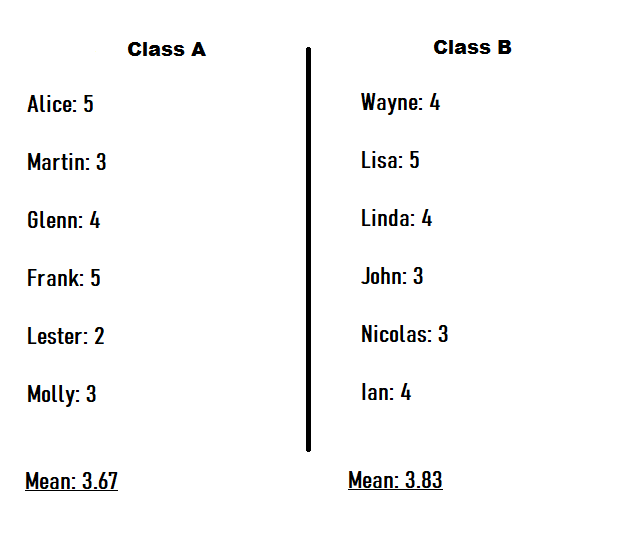 Class A
Alice: 5
Martin: 3
Glenn: 4
Frank: 5
Lester: 2
Molly: 3
Mean: 3.67
Class B
Wayne: 4
Lisa: 5
Linda: 4
John: 3
Nicolas: 3
Ian: 4
Mean: 3.83